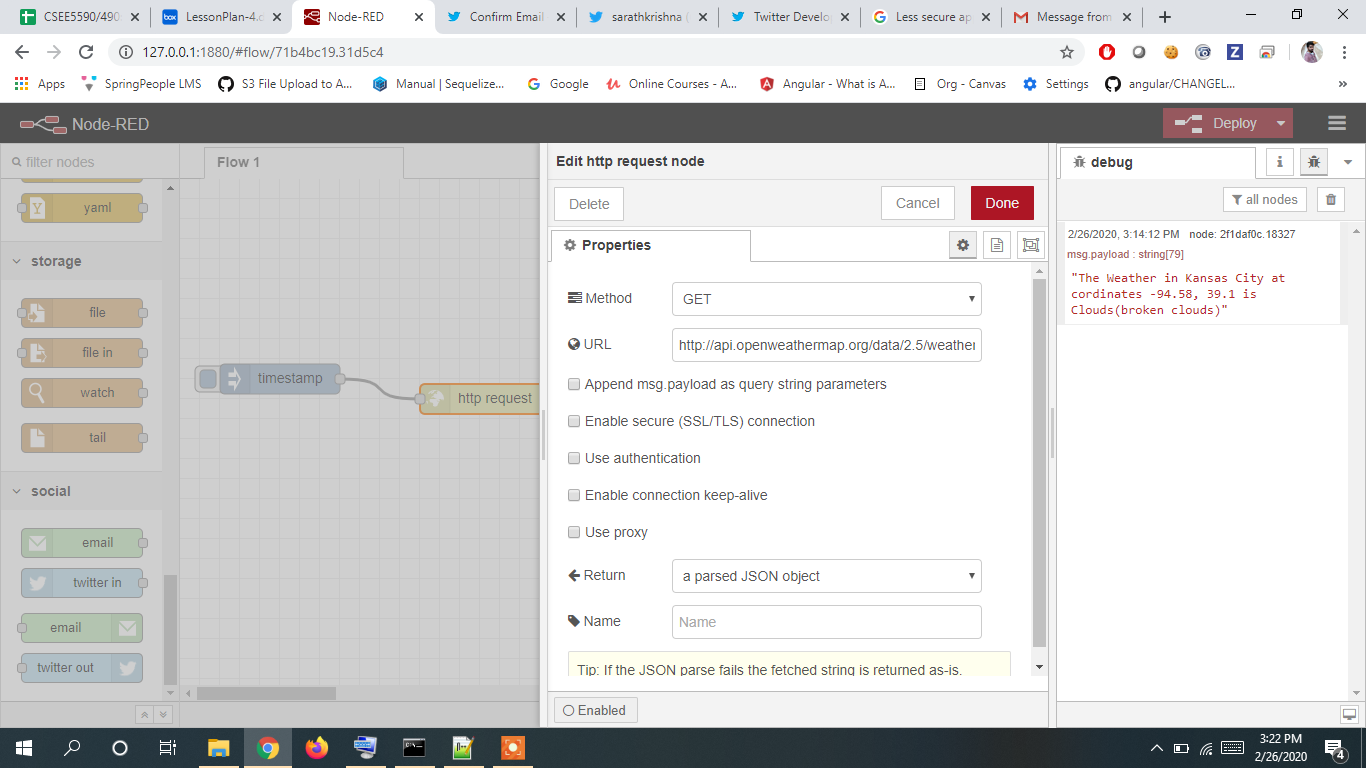 CSEE5590/490
LessonPlan-4.c
Node-RED
Confirm Email
sarathkrishna (
Twitter Develo
Less secure ap
Message from
127.0.0.1:1880/#flow/71b4bc19.31d5c4
Apps
SpringPeople LMS
S3 File Upload to A...
Manual | Sequelize...
Google
Online Courses - A...
Angular - What is A...
Org - Canvas
Settings
angular/CHANGEL...
Node-RED
Deploy
filter nodes
yaml
storage
file
file in
watch
tail
social
email
twitter in
email
twitter out
Flow 1
timestamp
http request
Edit http request node
Delete
Cancel
Done
Properties
Method
GET
URL
http://api.openweathermap.org/data/2.5/weather
Append msg.payload as query string parameters
Enable secure (SSL/TLS) connection
Use authentication
Enable connection keep-alive
Use proxy
Return
a parsed JSON object
Name
Name
Tip: If the JSON parse fails the fetched string is returned as-is.
Enabled
debug
all nodes
2/26/2020, 3:14:12 PM node: 2f1daf0c.18327
msg.payload : string[79]
"The Weather in Kansas City at
cordinates -94.58, 39.1 is
Clouds(broken clouds)"
3:22 PM
2/26/2020
4